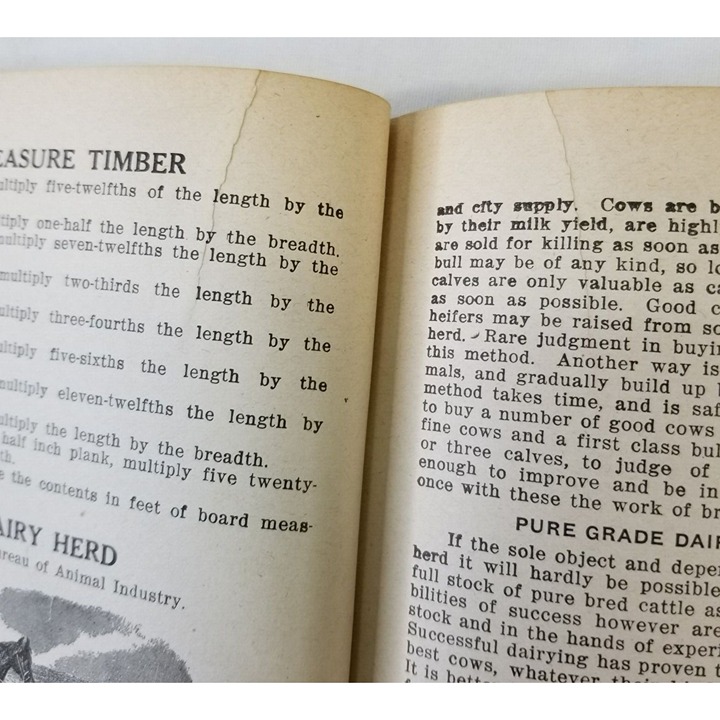 EASURE TIMBER
ultiply five-twelfths of the length by the
tiply one-half the length by the breadth.
multiply seven-twelfths the length by the
multiply two-thirds the length by the
ultiply three-fourths the length by the
ultiply five-sixths the length by the
multiply eleven-twelfths the length by
ultiply the length by the breadth.
half inch plank, multiply five twenty-
th.
e the contents in feet of board meas-
AIRY HERD
ureau of Animal Industry.
and city supply. Cows are b
by their milk yield, are highl
are sold for killing as soon as
bull may be of any kind, so lo
calves are only valuable as ca
as soon as possible. Good c
heifers may be raised from so
herd. Rare judgment in buyin
this method. Another way is
mals, and gradually build up
method takes time, and is saf
to buy a number of good cows
fine cows and a first class bul
or three calves, to judge of
enough to improve and be in
once with these the work of br
PURE GRADE DAIR
If the sole object and depen
herd it will hardly be possible
full stock of pure bred cattle as
bilities of success however are
stock and in the hands of experi
Successful dairying has proven t
best cows, whatever their
It is bette